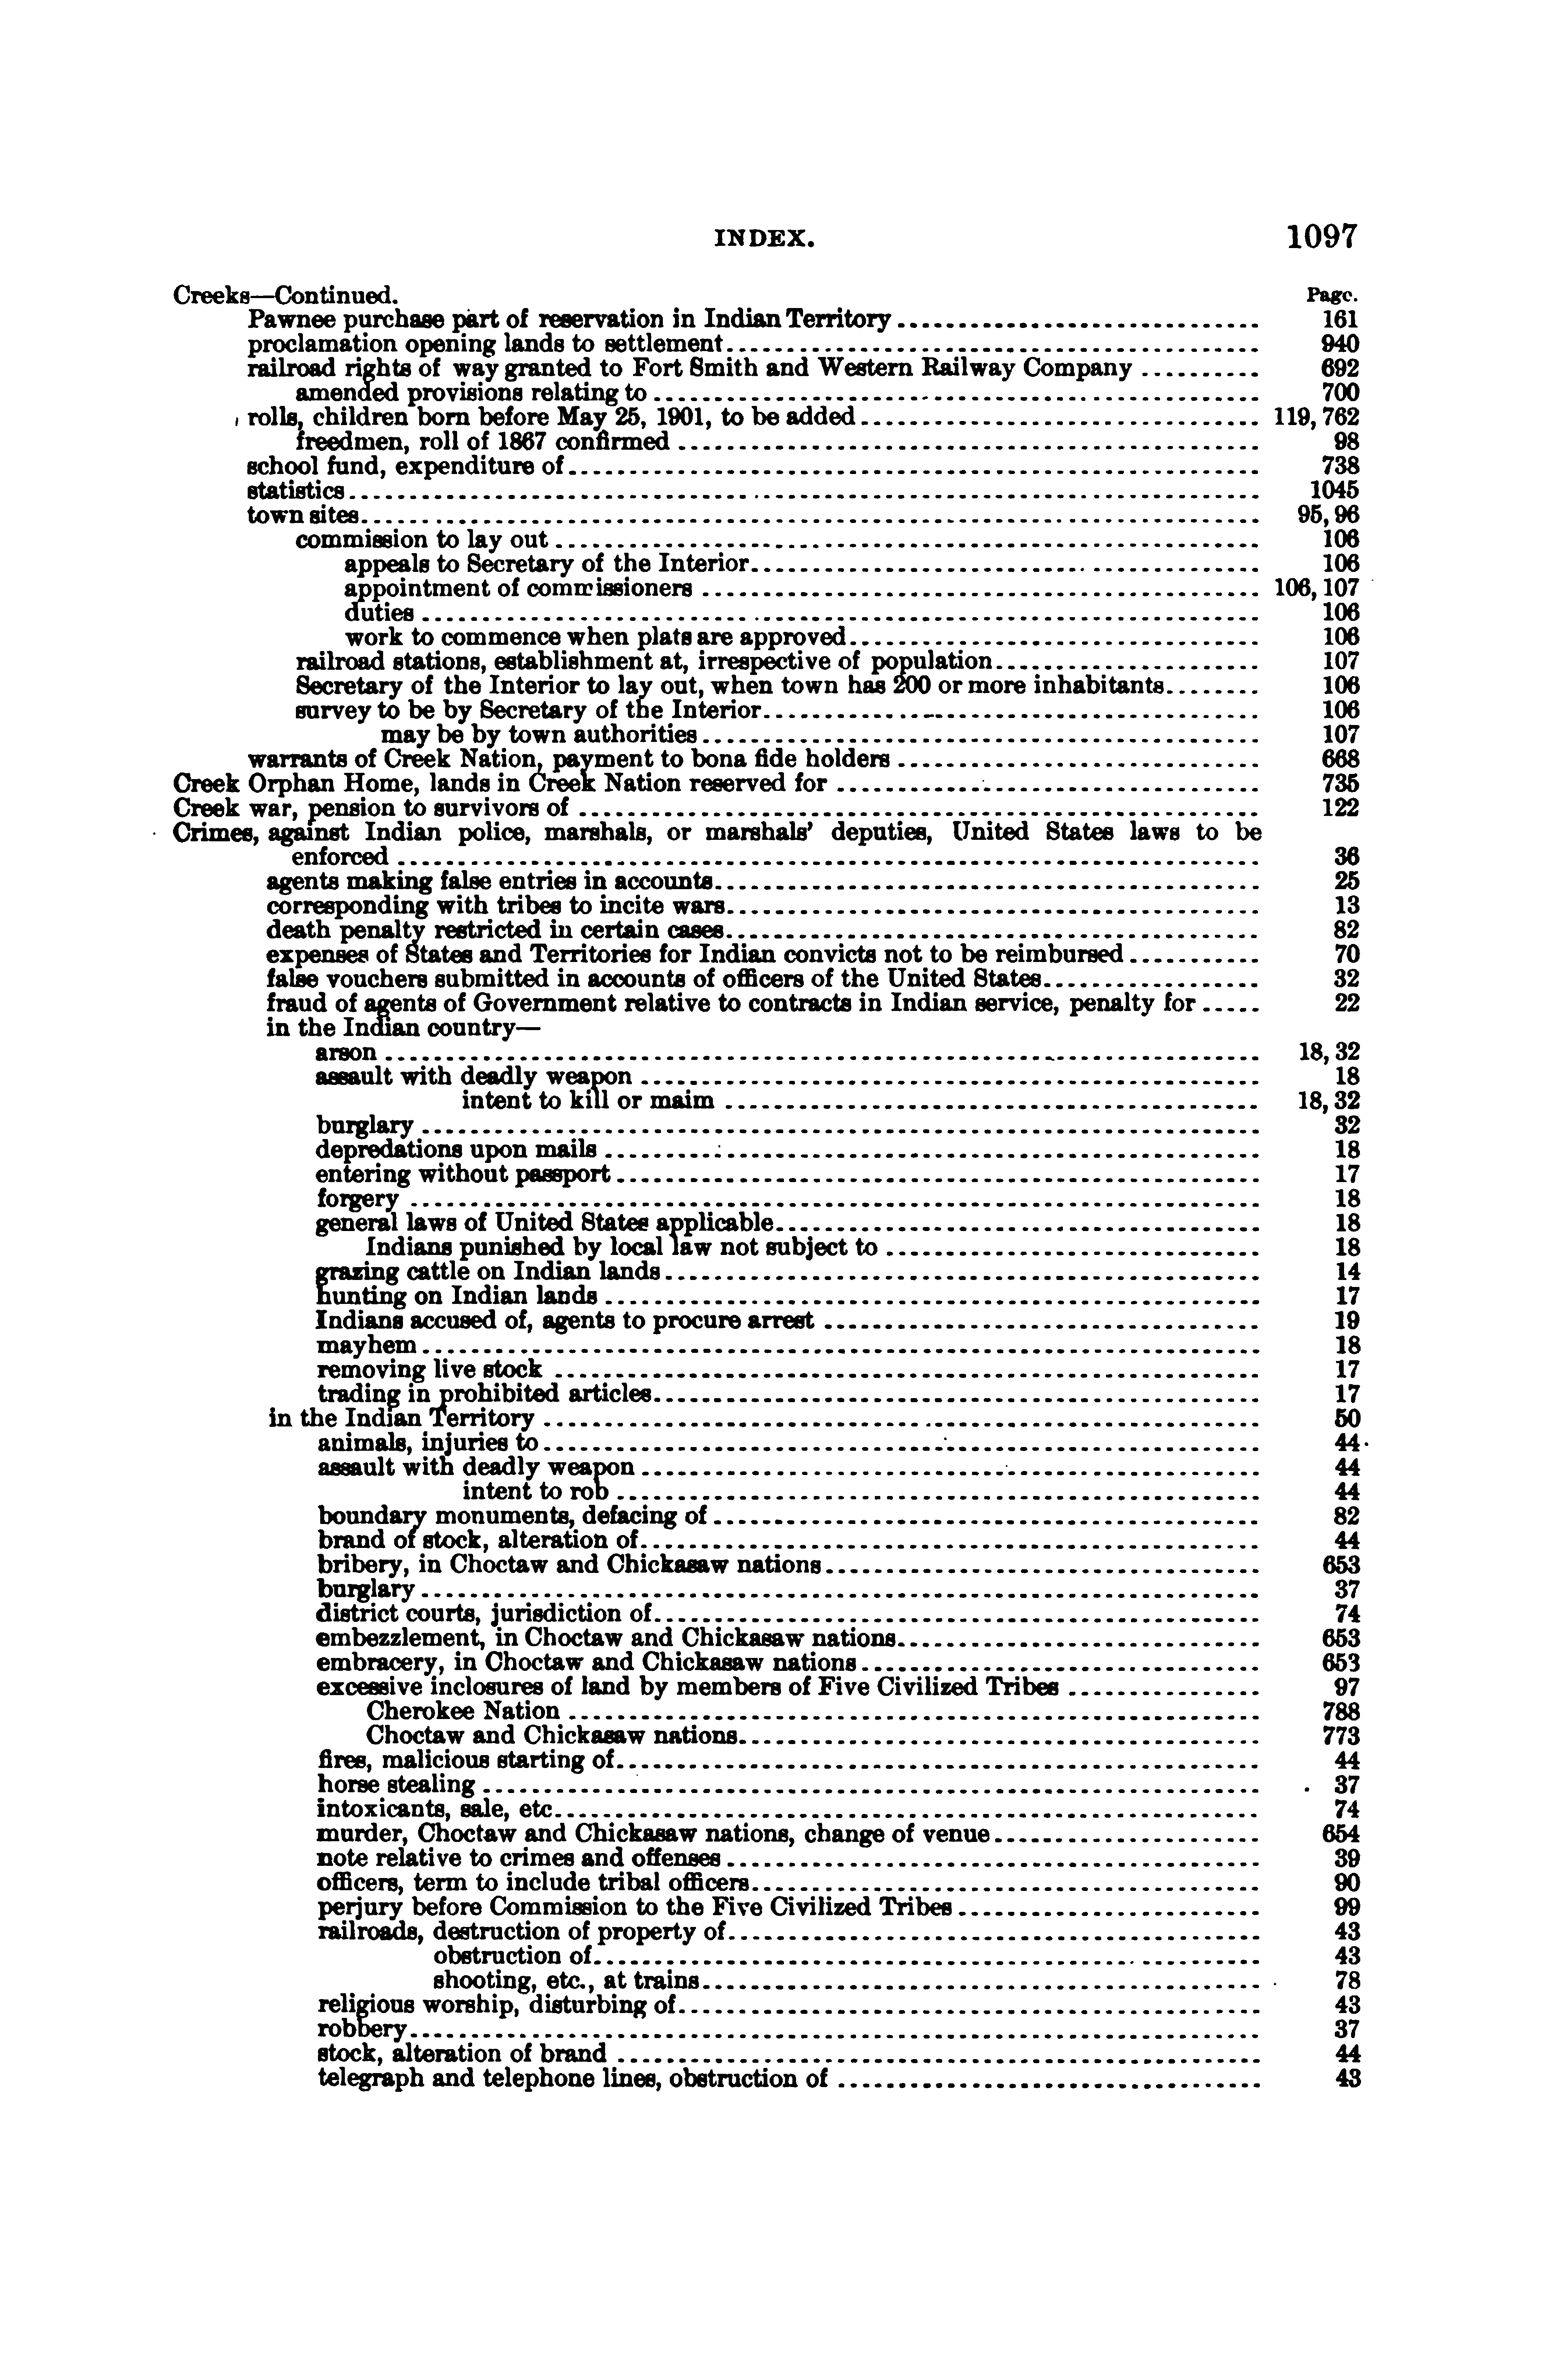 INDEX. 1097
Creeks—Continued. Page.
Pawnee purchase part of reservation in Indian Territory 161
proclamation opening lands to settlement 940
railroad rights of way granted to Fort Smith and Western Railway Company 692
amended provisions relating to 700
rolls, children born before May 25, 1901, to be added 119, 762
freedmen, roll of 1867 confirmed 98
school fund, expenditure of 738
statistics 1045
town sites 95, 96
commission to lay out 106
appeals to Secretary of the Interior 106
appointment of commissioners 106, 107
duties 106
work to commence when plats are approved 106
railroad stations, establishment at, irrespective of population 107
Secretary of the Interior to lay out, when town has 200 or more inhabitants 106
survey to be by Secretary of the Interior 106
may be by town authorities 107
warrants of Creek Nation, payment to bona fide holders 668
Creek Orphan Home, lands in Creek Nation reserved for 735
Creek war, pension to survivors of 122
Crimes, against Indian police, marshals, or marshals' deputies, United States laws to be
enforced 36
agents making false entries in accounts 25
corresponding with tribes to incite wars 13
death penalty restricted in certain cases 82
expenses of States and Territories for Indian convicts not to be reimbursed 70
false vouchers submitted in accounts of officers of the United States 32
fraud of agents of Government relative to contracts in Indian service, penalty for 22
in the Indian country—
arson 18, 32
assault with deadly weapon 18
intent to kill or maim 18, 32
burglary 32
depredations upon mails 18
entering without passport 17
forgery 18
general laws of United States applicable 18
Indians punished by local law not subject to 18
grazing cattle on Indian lands 14
hunting on Indian lands 17
Indians accused of, agents to procure arrest 19
mayhem 18
removing live stock 17
trading in prohibited articles 17
in the Indian Territory 50
animals, injuries to 44
assault with deadly weapon 44
intent to rob 44
boundary monuments, defacing of 82
brand of stock, alteration of 44
bribery, in Choctaw and Chickasaw nations 653
burglary 37
district courts, jurisdiction of 74
embezzlement, in Choctaw and Chickasaw nations 653
embracery, in Choctaw and Chickasaw nations 653
excessive inclosures of land by members of Five Civilized Tribes 97
Cherokee Nation 788
Choctaw and Chickasaw nations 773
fires, malicious starting of 44
horse stealing 37
intoxicants, sale, etc 74
murder, Choctaw and Chickasaw nations, change of venue 654
note relative to crimes and offenses 39
officers, term to include tribal officers 90
perjury before Commission to the Five Civilized Tribes 99
railroads, destruction of property of 43
obstruction of 43
shooting, etc., at trains 78
religious worship, disturbing of 43
robbery 37
stock, alteration of brand 44
telegraph and telephone lines, obstruction of 43